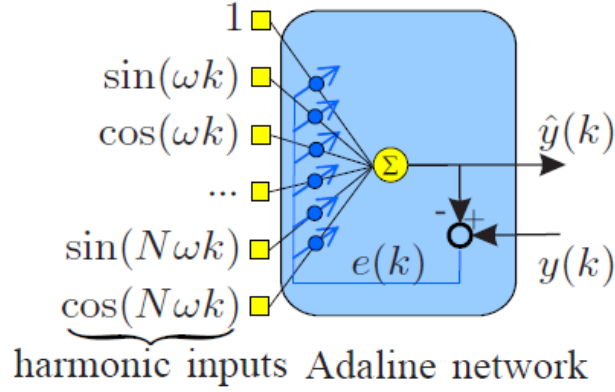 1
sin(ωk)
cos(ωk)
...
sin(Nωk)
cos(Nωk)
Σ
ŷ(k)
- +
e(k)
y(k)
harmonic inputs
Adaline network